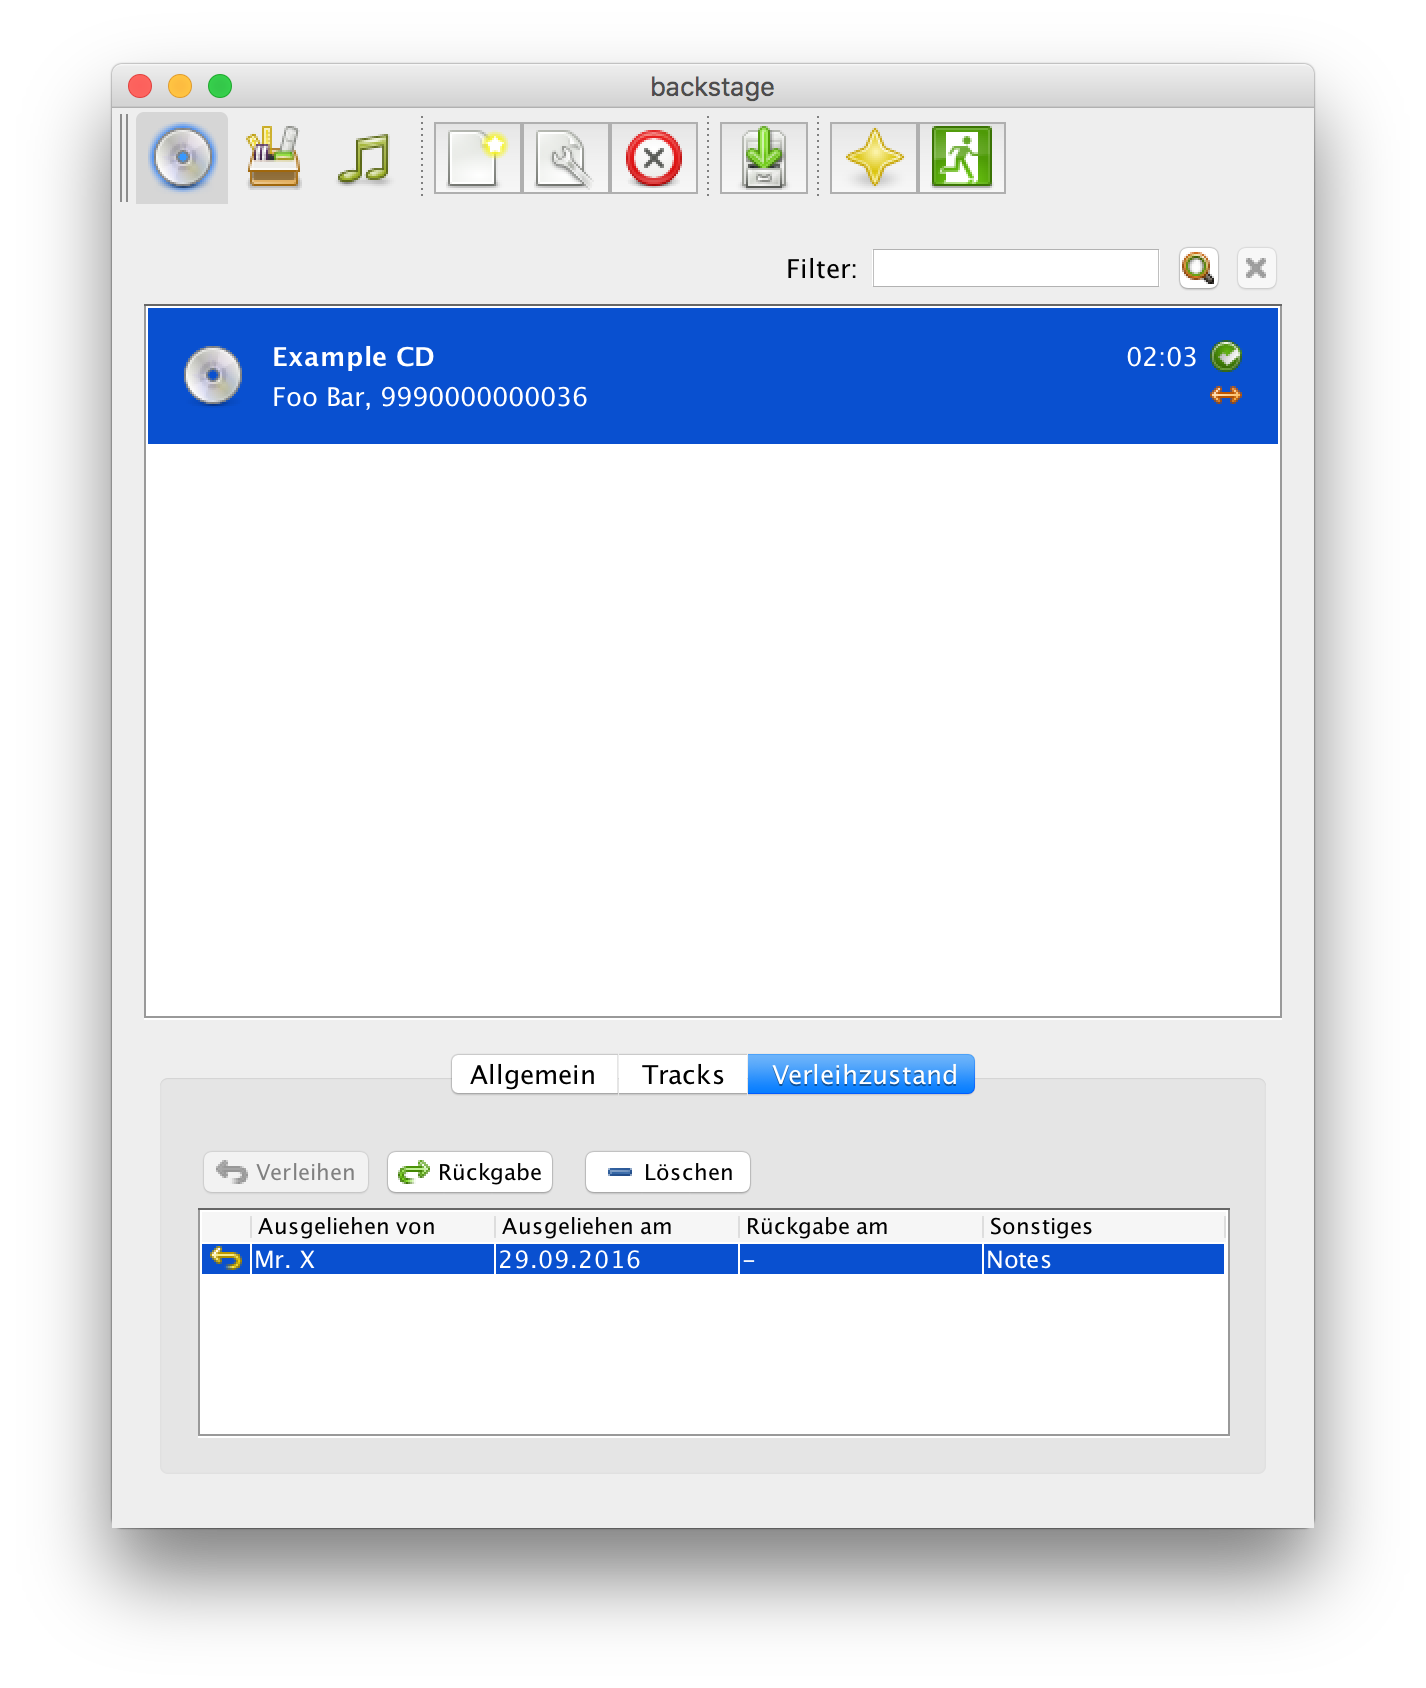 backstage
Filter:
Example CD 02:03
Foo Bar, 9990000000036
Allgemein Tracks Verleihzustand
Verleihen Rückgabe Löschen
Ausgeliehen von Ausgeliehen am Rückgabe am Sonstiges
Mr. X 29.09.2016 – Notes